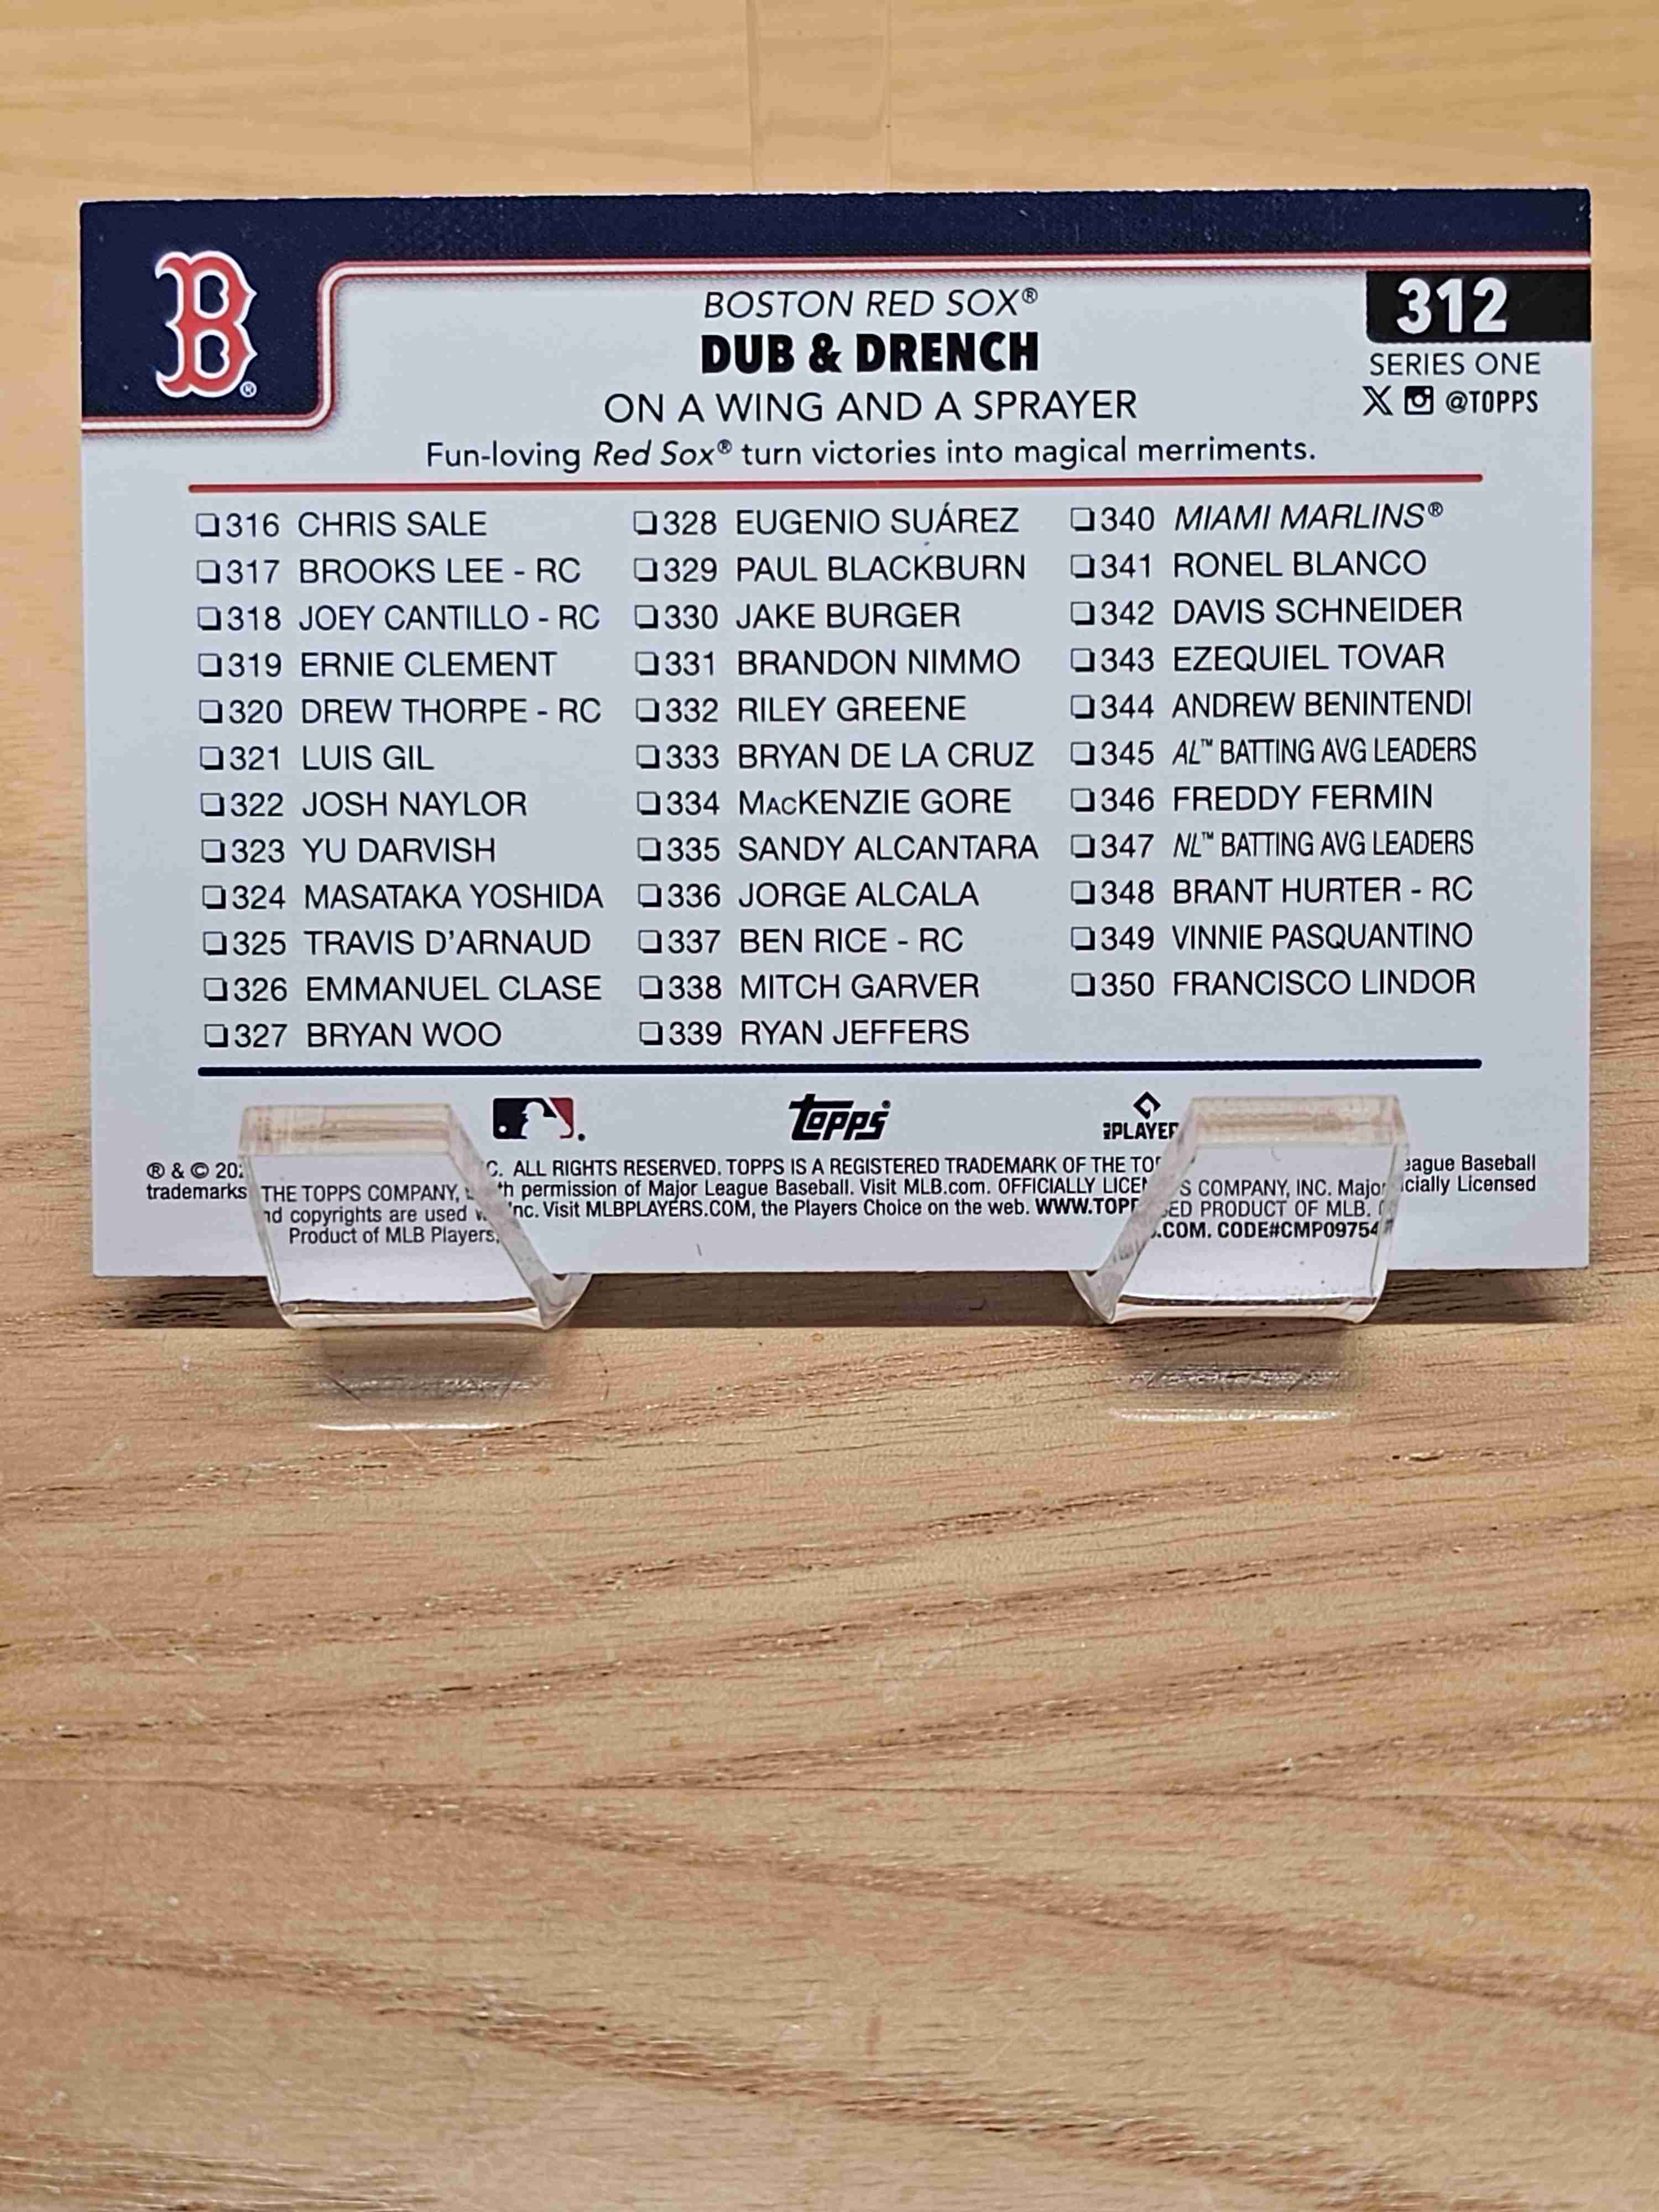 B®
BOSTON RED SOX®
DUB & DRENCH
ON A WING AND A SPRAYER
Fun-loving Red Sox® turn victories into magical merriments.
312
SERIES ONE
X @TOPPS
316 CHRIS SALE
317 BROOKS LEE - RC
318 JOEY CANTILLO - RC
319 ERNIE CLEMENT
320 DREW THORPE - RC
321 LUIS GIL
322 JOSH NAYLOR
323 YU DARVISH
324 MASATAKA YOSHIDA
325 TRAVIS D'ARNAUD
326 EMMANUEL CLASE
327 BRYAN WOO
328 EUGENIO SUÁREZ
329 PAUL BLACKBURN
330 JAKE BURGER
331 BRANDON NIMMO
332 RILEY GREENE
333 BRYAN DE LA CRUZ
334 MACKENZIE GORE
335 SANDY ALCANTARA
336 JORGE ALCALA
337 BEN RICE - RC
338 MITCH GARVER
339 RYAN JEFFERS
340 MIAMI MARLINS®
341 RONEL BLANCO
342 DAVIS SCHNEIDER
343 EZEQUIEL TOVAR
344 ANDREW BENINTENDI
345 AL™ BATTING AVG LEADERS
346 FREDDY FERMIN
347 NL™ BATTING AVG LEADERS
348 BRANT HURTER - RC
349 VINNIE PASQUANTINO
350 FRANCISCO LINDOR
Topps®
® & © THE TOPPS COMPANY, ALL RIGHTS RESERVED. TOPPS IS A REGISTERED TRADEMARK OF THE TOPPS COMPANY, INC. Major League Baseball
trademarks and copyrights are used with permission of Major League Baseball. Visit MLB.com. OFFICIALLY LICENSED PRODUCT OF MLB. Officially Licensed
Product of MLB Players, Inc. Visit MLBPLAYERS.COM, the Players Choice on the web. WWW.TOPPS.COM. CODE#CMP09754